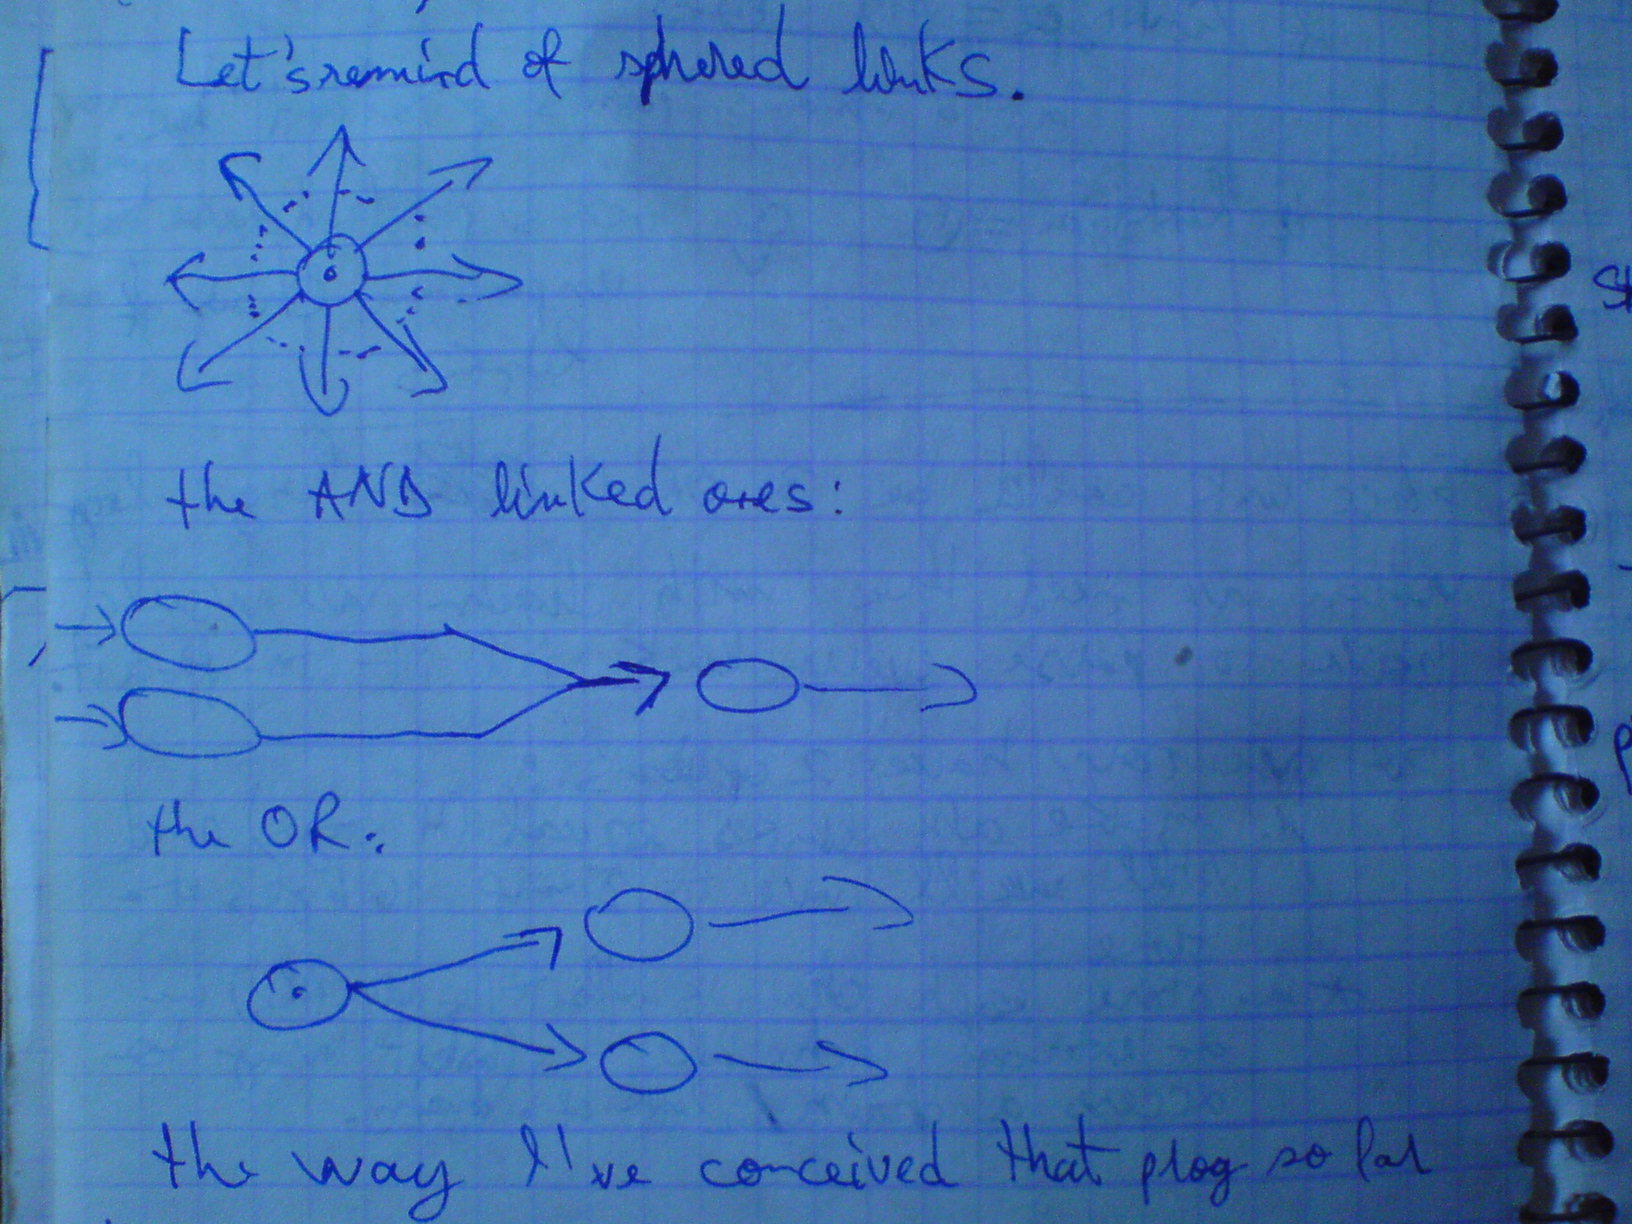 Let's remind of sphered links.
the AND linked ones:
the OR:
the way I've conceived that prog so far